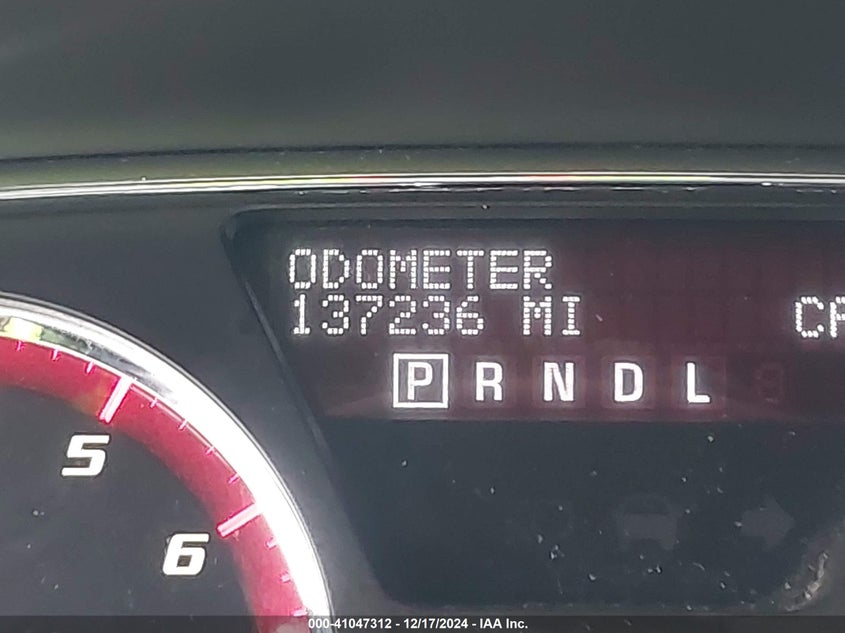 ODOMETER
137236 MI
P R N D L
5
6
000-41047312 - 12/17/2024 - IAA Inc.